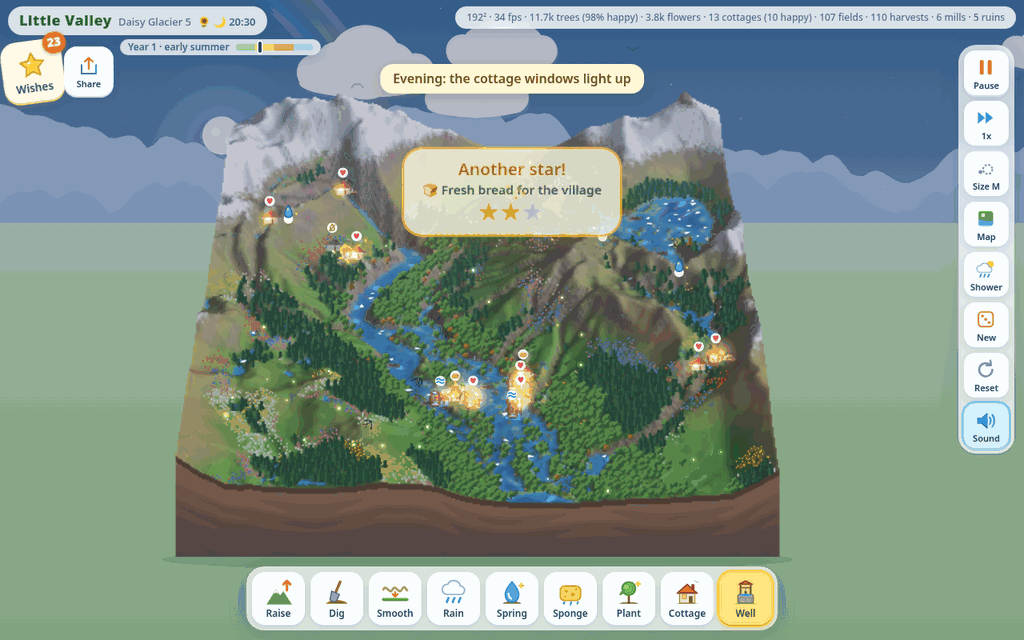 Little Valley Daisy Glacier 5 20:30
192² · 34 fps · 11.7k trees (98% happy) · 3.8k flowers · 13 cottages (10 happy) · 107 fields · 110 harvests · 6 mills · 5 ruins
23
Year 1 · early summer
Wishes
Share
Evening: the cottage windows light up
Another star!
Fresh bread for the village
Pause
1x
Size M
Map
Shower
New
Reset
Sound
Raise
Dig
Smooth
Rain
Spring
Sponge
Plant
Cottage
Well